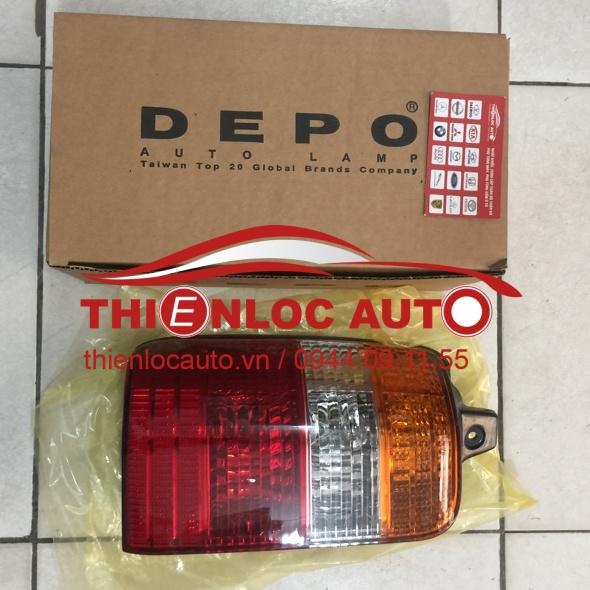 DEPO®
AUTO LAMP
Taiwan Top 20 Global Brands Company
THIENLOC AUTO
thienlocauto.vn / 0944.09.11.55